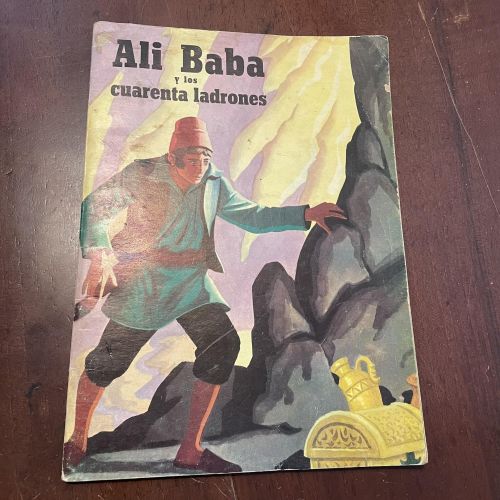 Ali Baba
y los
cuarenta ladrones